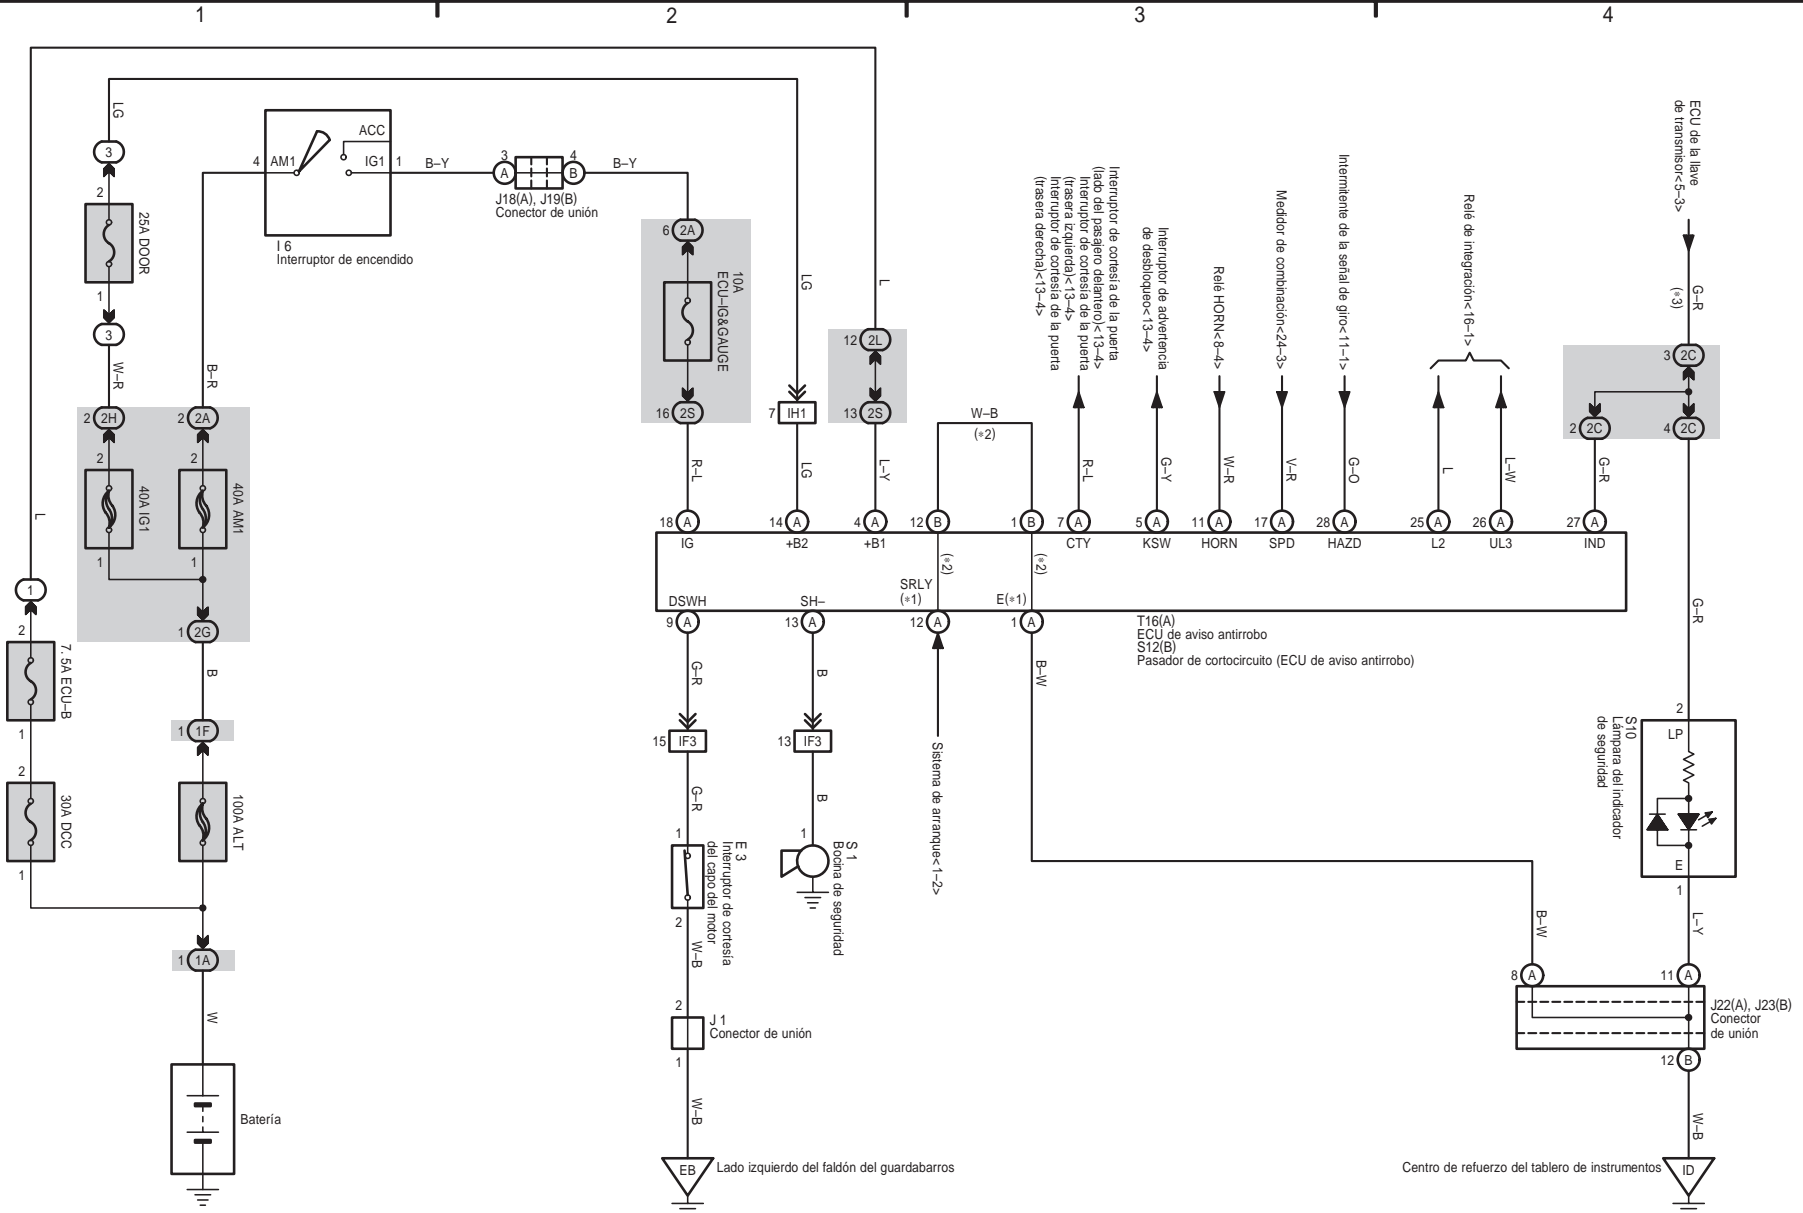 1
2
3
4
LG
3
2
25A DOOR
1
3
W–R
2 2H
2
40A IG1
1
4 AM1
ACC
IG1 1
I 6
Interruptor de encendido
B–R
2 2A
2
40A AM1
1
1 2G
B
1 1F
100A ALT
1 1A
W
Batería
L
1
2
7. 5A ECU–B
1
2
30A DCC
1
B–Y
3
A
4
B
J18(A), J19(B)
Conector de unión
B–Y
6 2A
10A
ECU–IG&GAUGE
16 2S
R–L
LG
7 IH1
LG
L
12 2L
13 2S
L–Y
W–B
(*2)
Interruptor de cortesía de la puerta
(lado del pasajero delantero)<13–4>
Interruptor de cortesía de la puerta
(trasera izquierda)<13–4>
Interruptor de cortesía de la puerta
(trasera derecha)<13–4>
R–L
Interruptor de advertencia
de desbloqueo<13–4>
G–Y
Relé HORN<8–4>
W–R
Medidor de combinación<24–3>
V–R
Intermitente de la señal de giro<11–1>
G–O
Relé de integración<16–1>
L
L–W
ECU de la llave
de transmisor<5–3>
G–R
(*3)
3 2C
2 2C
4 2C
G–R
G–R
18 A
14 A
4 A
12 B
1 B
7 A
5 A
11 A
17 A
28 A
25 A
26 A
27 A
IG
+B2
+B1
(*2)
(*2)
CTY
KSW
HORN
SPD
HAZD
L2
UL3
IND
DSWH
SH–
SRLY
(*1)
E(*1)
9 A
13 A
12 A
1 A
T16(A)
ECU de aviso antirrobo
S12(B)
Pasador de cortocircuito (ECU de aviso antirrobo)
G–R
15 IF3
G–R
1
E 3
Interruptor de cortesía
del capo del motor
2
W–B
2
J 1
Conector de unión
1
W–B
EB
Lado izquierdo del faldón del guardabarros
B
13 IF3
B
1
S 1
Bocina de seguridad
Sistema de arranque<1–2>
B–W
B–W
S10
Lámpara del indicador
de seguridad
2
LP
E
1
L–Y
8 A
11 A
J22(A), J23(B)
Conector
de unión
12 B
W–B
Centro de refuerzo del tablero de instrumentos
ID